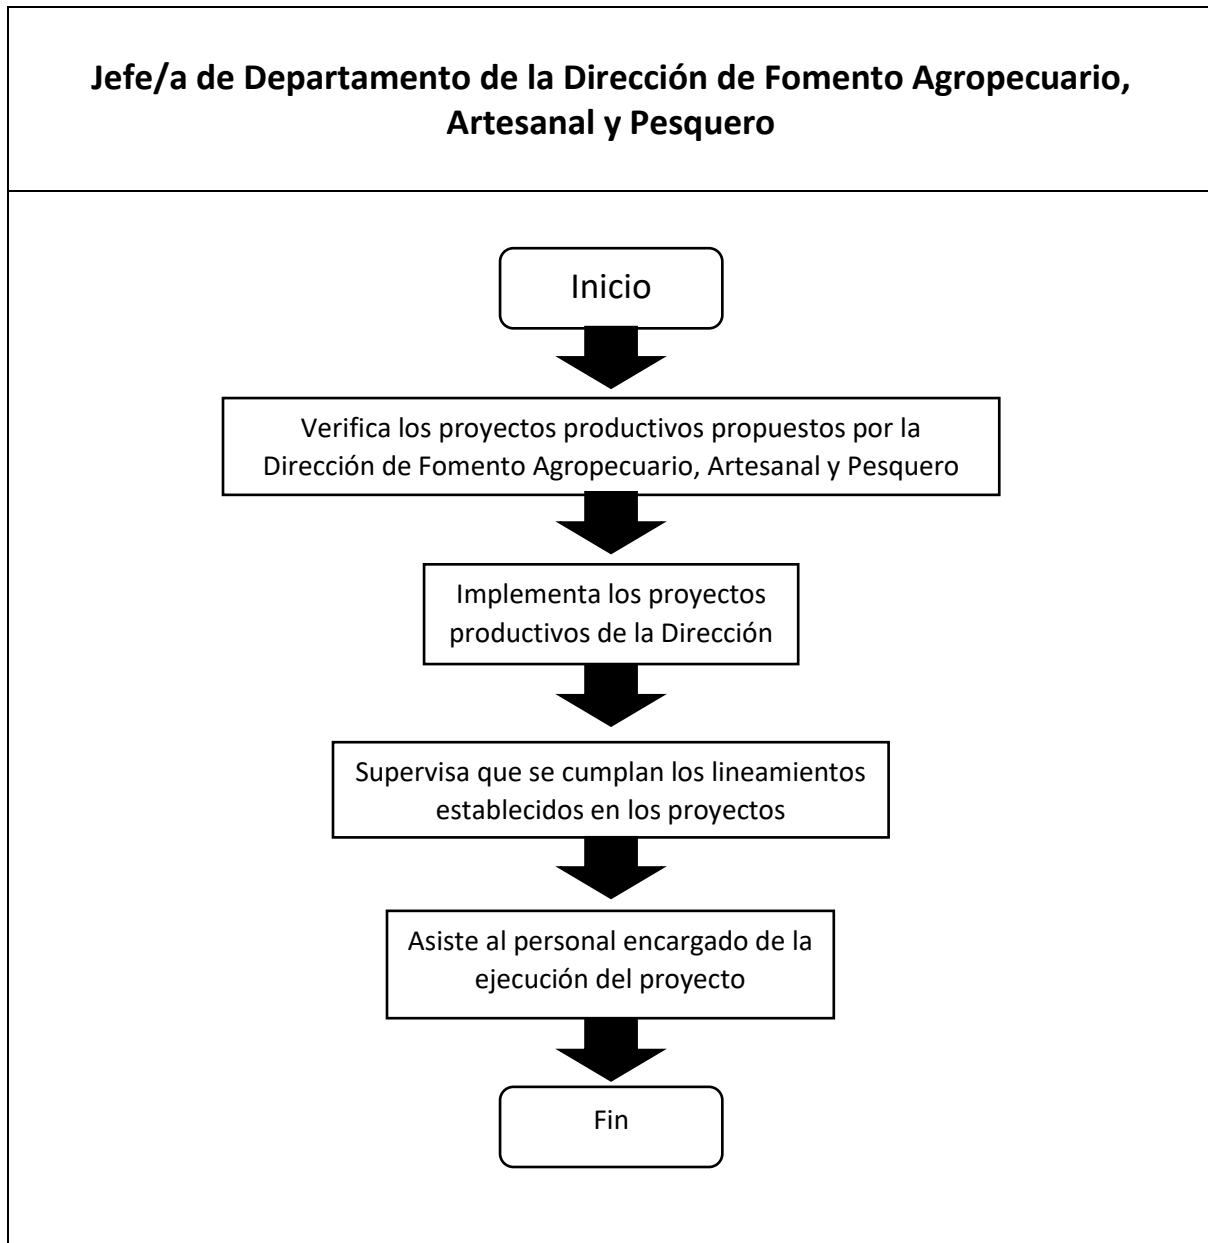 Jefe/a de Departamento de la Dirección de Fomento Agropecuario,
Artesanal y Pesquero
Inicio
Verifica los proyectos productivos propuestos por la
Dirección de Fomento Agropecuario, Artesanal y Pesquero
Implementa los proyectos
productivos de la Dirección
Supervisa que se cumplan los lineamientos
establecidos en los proyectos
Asiste al personal encargado de la
ejecución del proyecto
Fin